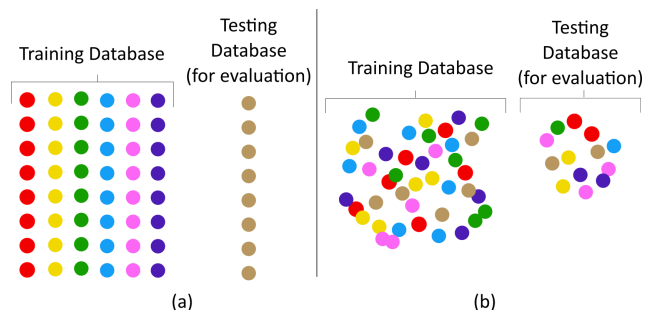 Training Database
Testing
Database
(for evaluation)
(a)
Training Database
Testing
Database
(for evaluation)
(b)